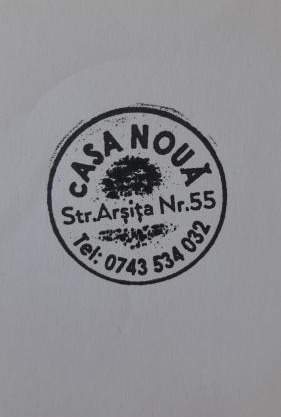 CASA NOUĂ
Str.Arșița Nr.55
Tel: 0743 534 032